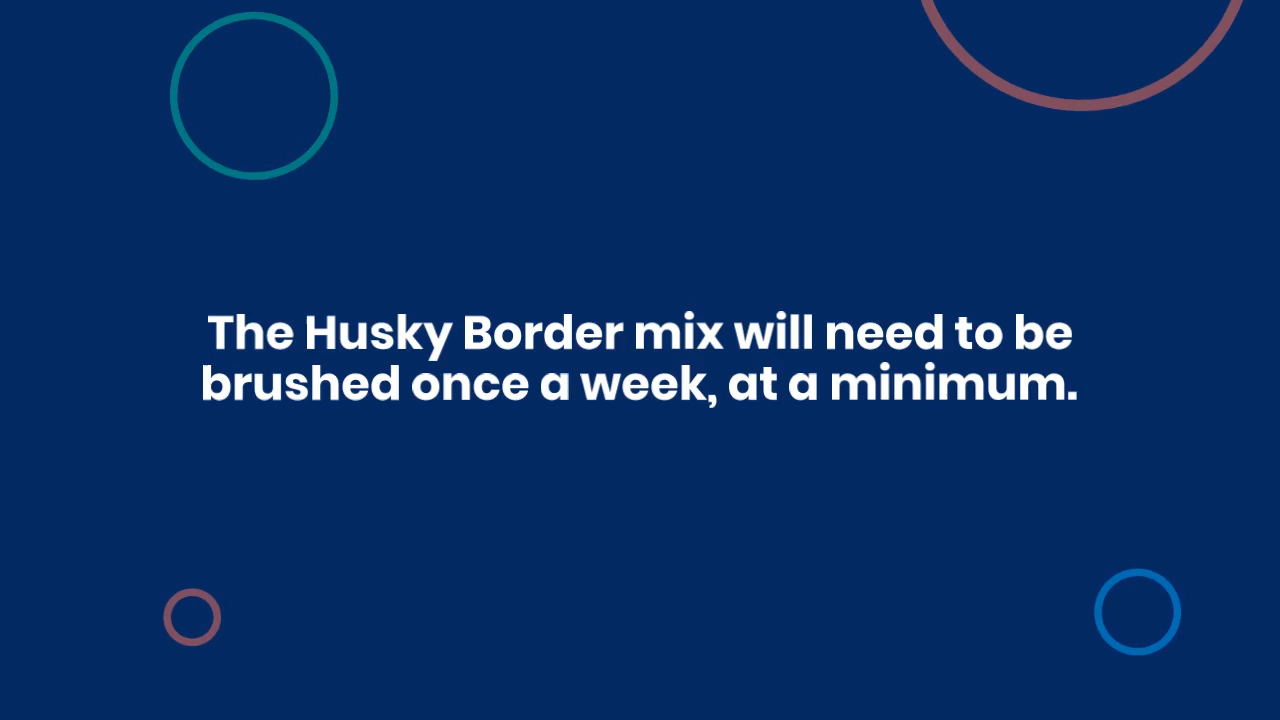 The Husky Border mix will need to be
brushed once a week, at a minimum.